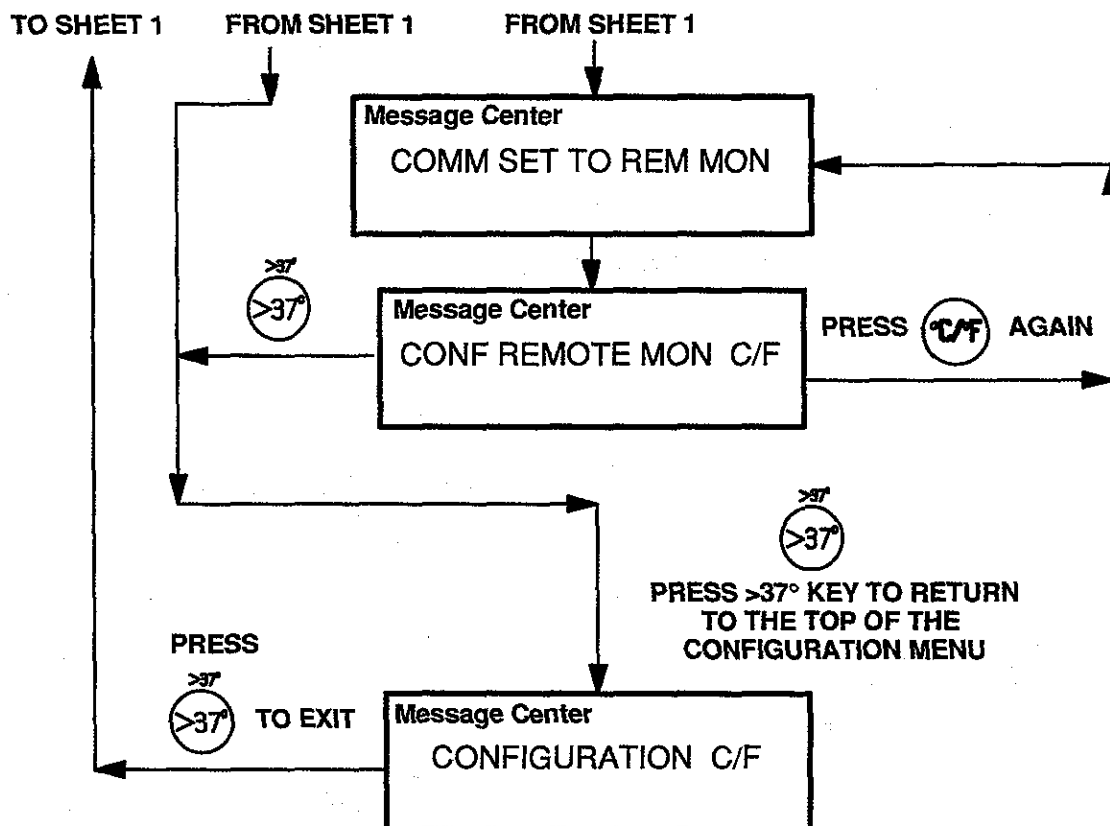 TO SHEET 1 FROM SHEET 1 FROM SHEET 1
Message Center
COMM SET TO REM MON
>37°
>37°
Message Center
CONF REMOTE MON C/F
PRESS °C/°F AGAIN
>37°
>37°
PRESS >37° KEY TO RETURN
TO THE TOP OF THE
CONFIGURATION MENU
PRESS
>37°
>37° TO EXIT
Message Center
CONFIGURATION C/F